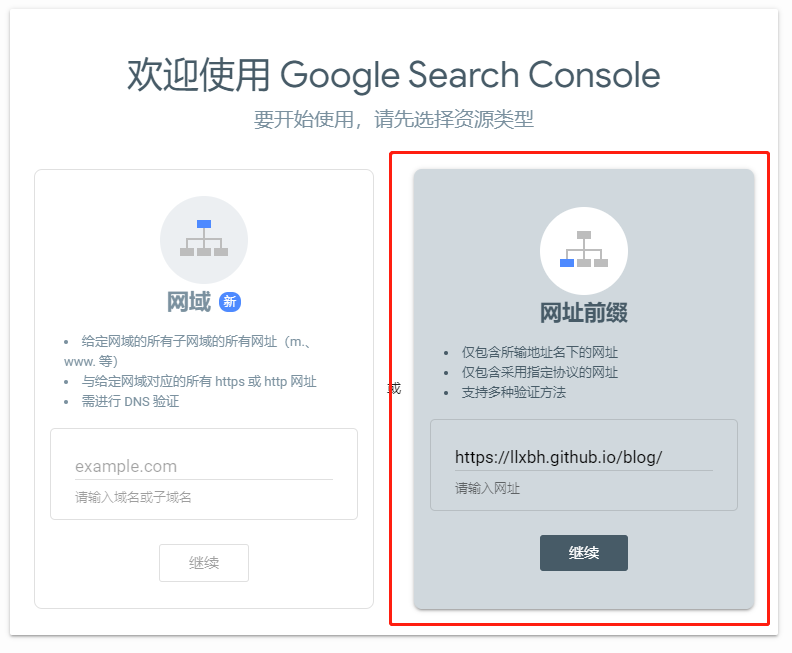 欢迎使用 Google Search Console
要开始使用，请先选择资源类型
网域 新
给定网域的所有子网域的所有网址（m.、
www. 等）
与给定网域对应的所有 https 或 http 网址
需进行 DNS 验证
example.com
请输入域名或子域名
继续
或
网址前缀
仅包含所输地址名下的网址
仅包含采用指定协议的网址
支持多种验证方法
https://llxbh.github.io/blog/
请输入网址
继续